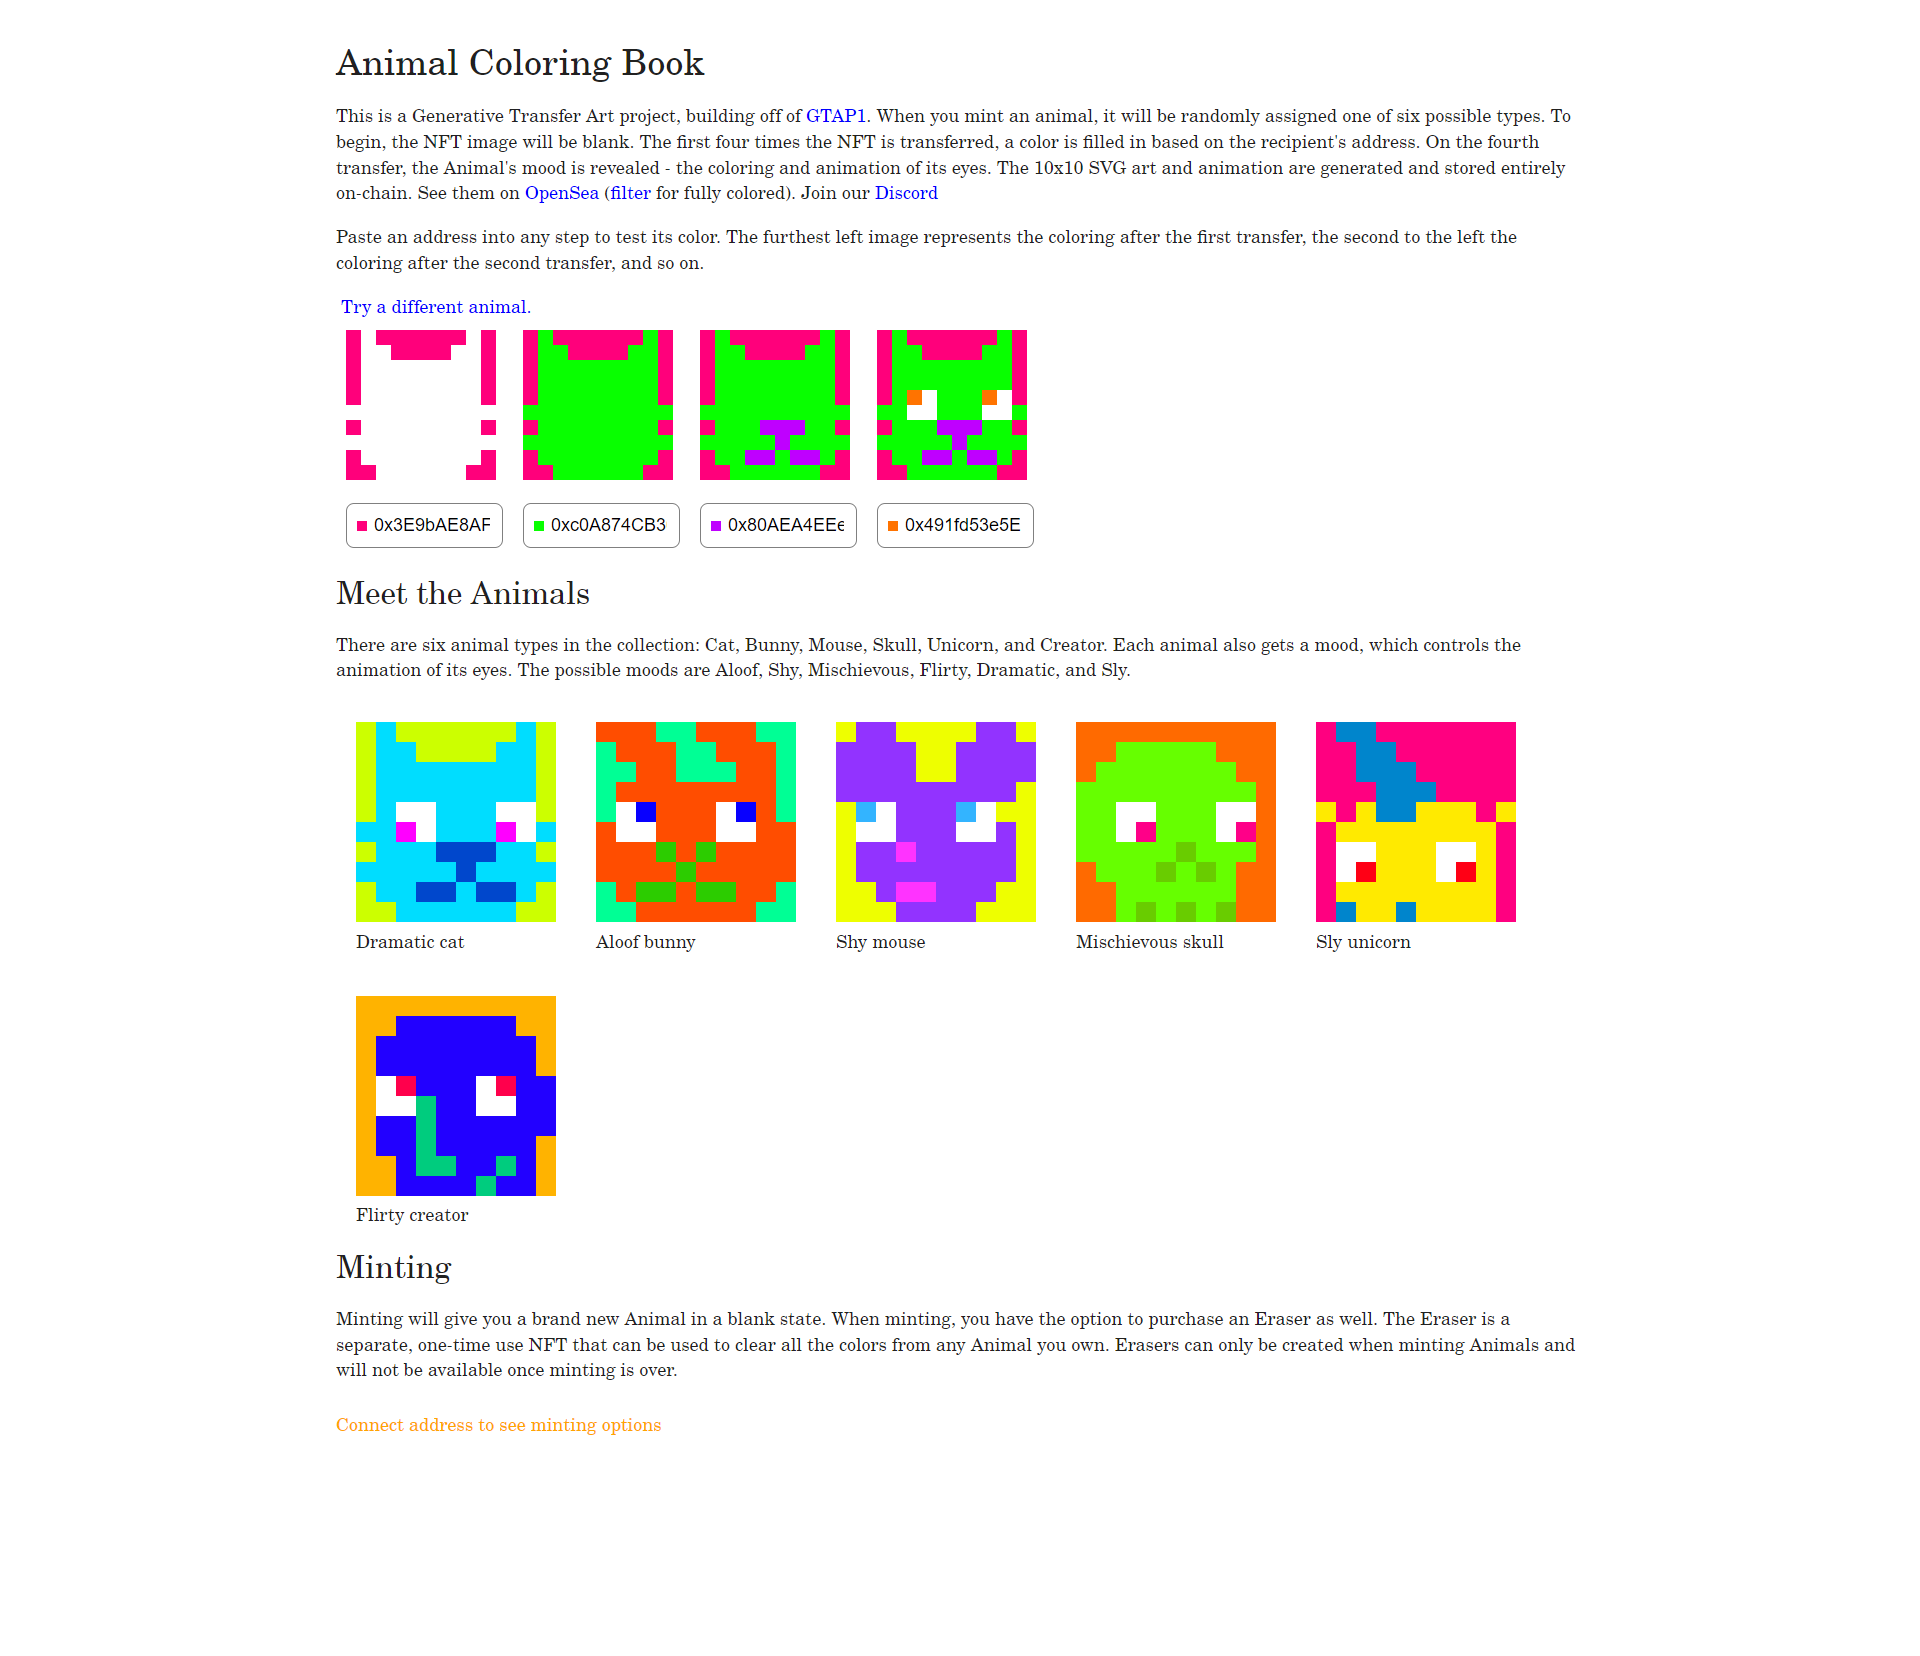 Animal Coloring Book
This is a Generative Transfer Art project, building off of GTAP1. When you mint an animal, it will be randomly assigned one of six possible types. To
begin, the NFT image will be blank. The first four times the NFT is transferred, a color is filled in based on the recipient's address. On the fourth
transfer, the Animal's mood is revealed - the coloring and animation of its eyes. The 10x10 SVG art and animation are generated and stored entirely
on-chain. See them on OpenSea (filter for fully colored). Join our Discord
Paste an address into any step to test its color. The furthest left image represents the coloring after the first transfer, the second to the left the
coloring after the second transfer, and so on.
Try a different animal.
0x3E9bAE8AF 0xc0A874CB3 0x80AEA4EEe 0x491fd53e5E
Meet the Animals
There are six animal types in the collection: Cat, Bunny, Mouse, Skull, Unicorn, and Creator. Each animal also gets a mood, which controls the
animation of its eyes. The possible moods are Aloof, Shy, Mischievous, Flirty, Dramatic, and Sly.
Dramatic cat Aloof bunny Shy mouse Mischievous skull Sly unicorn
Flirty creator
Minting
Minting will give you a brand new Animal in a blank state. When minting, you have the option to purchase an Eraser as well. The Eraser is a
separate, one-time use NFT that can be used to clear all the colors from any Animal you own. Erasers can only be created when minting Animals and
will not be available once minting is over.
Connect address to see minting options